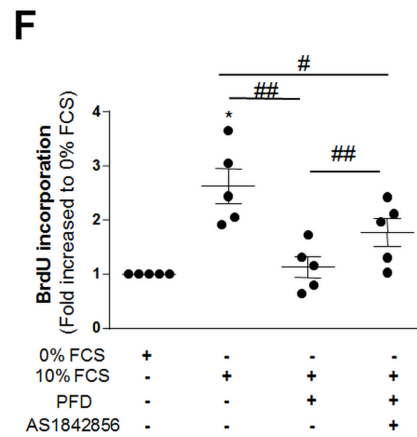 F
#
##
*
##
BrdU incorporation
(Fold increased to 0% FCS)
4
3
2
1
0
0% FCS + - - -
10% FCS - + + +
PFD - - + +
AS1842856 - - - +